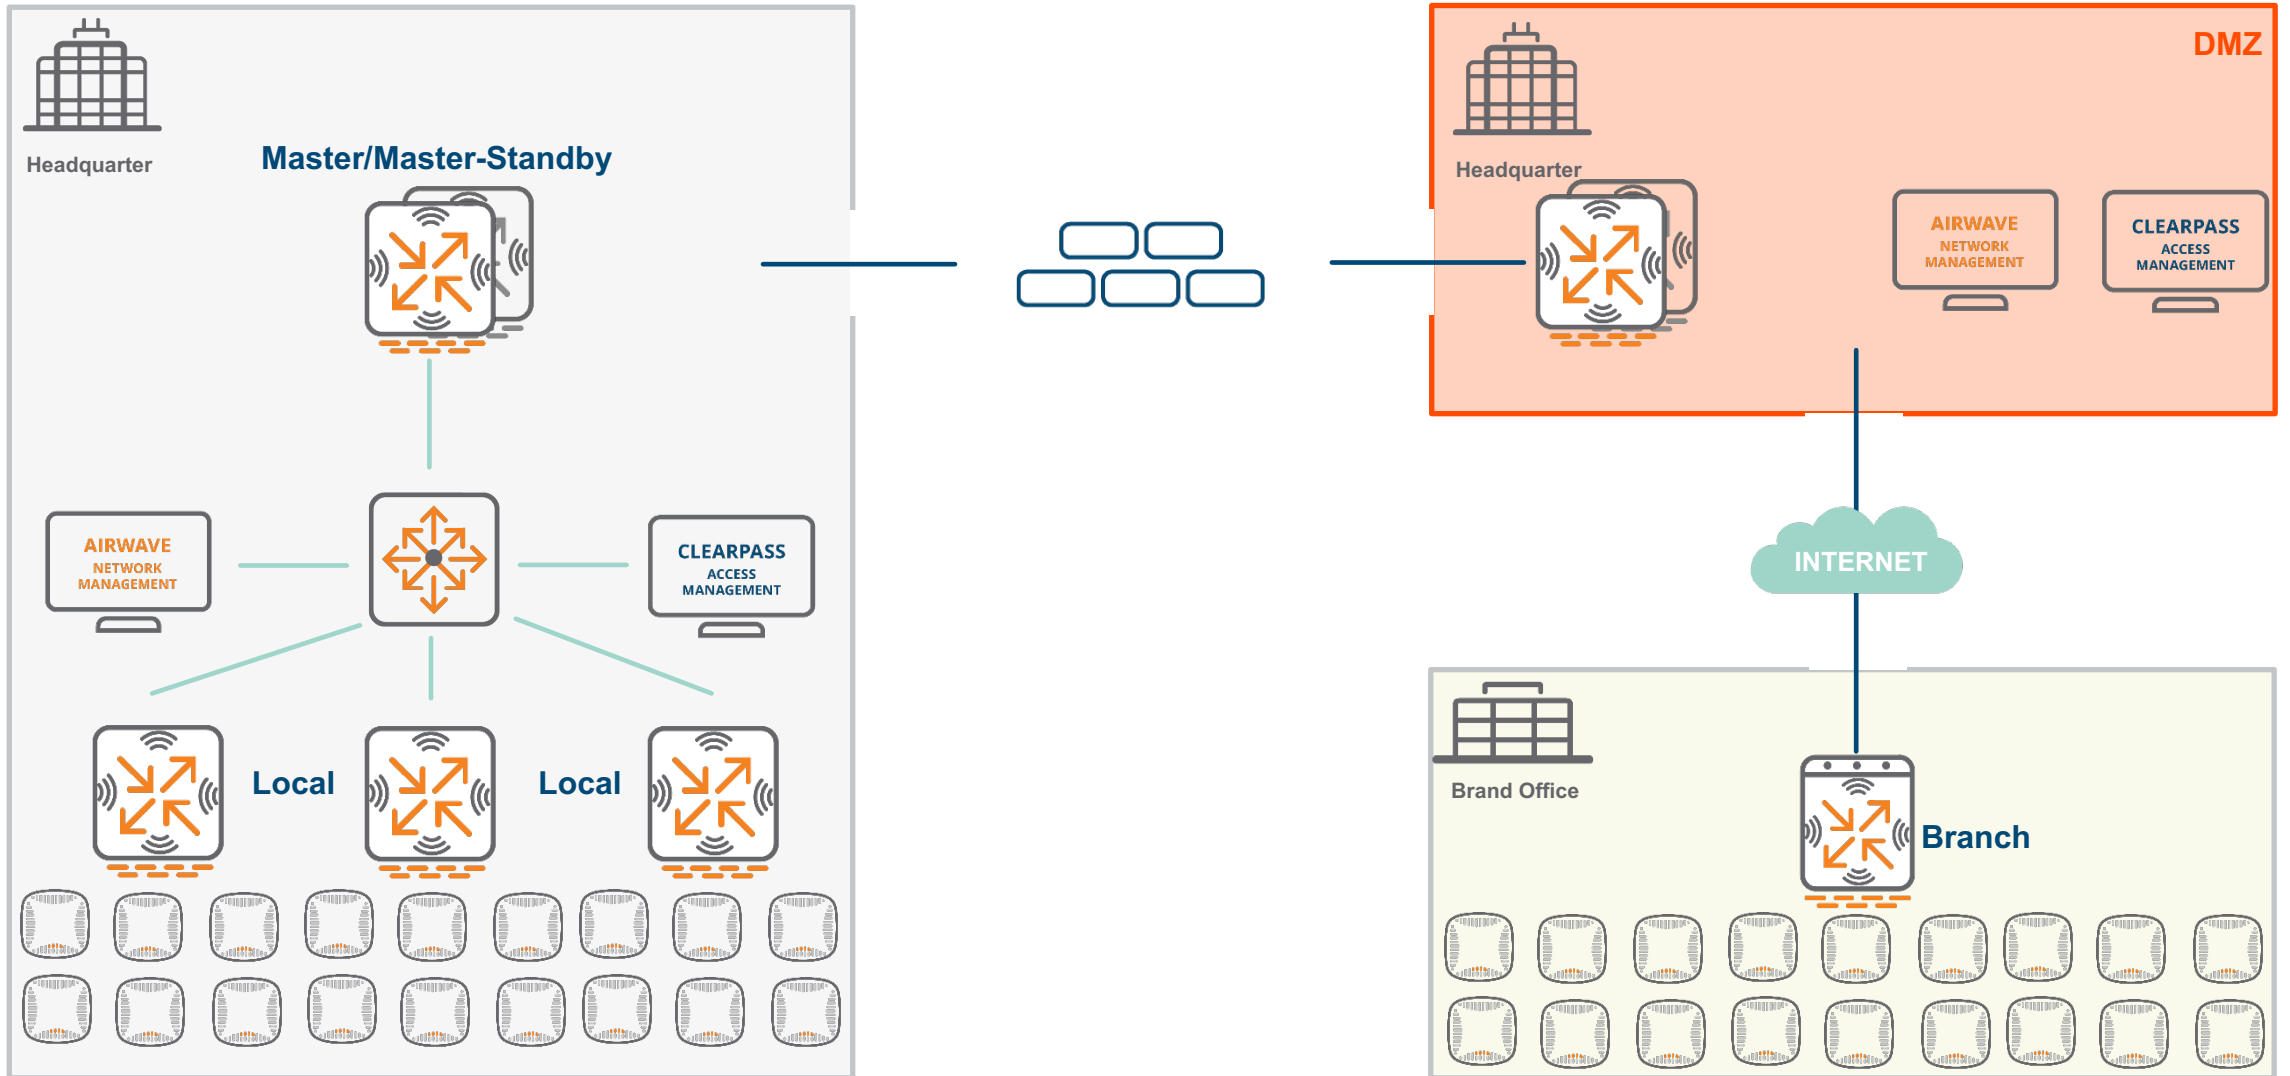 Headquarter
Master/Master-Standby
AIRWAVE
NETWORK
MANAGEMENT
CLEARPASS
ACCESS
MANAGEMENT
Local
Local
DMZ
Headquarter
AIRWAVE
NETWORK
MANAGEMENT
CLEARPASS
ACCESS
MANAGEMENT
INTERNET
Brand Office
Branch